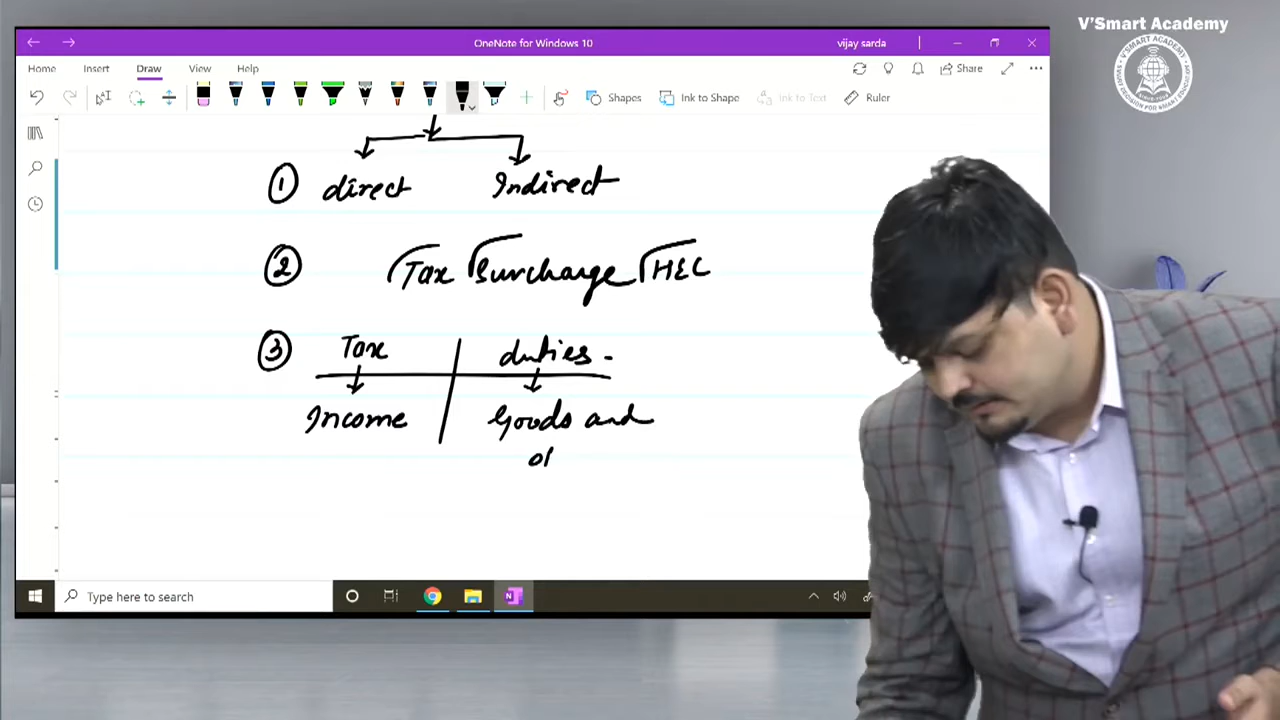 V'Smart Academy
OneNote for Windows 10
vijay sarda
Home Insert Draw View Help
Share
Shapes Ink to Shape Ink to Text Ruler
① direct Indirect
② Tax Surcharge HEC
③ Tax duties
Income Goods and
Type here to search